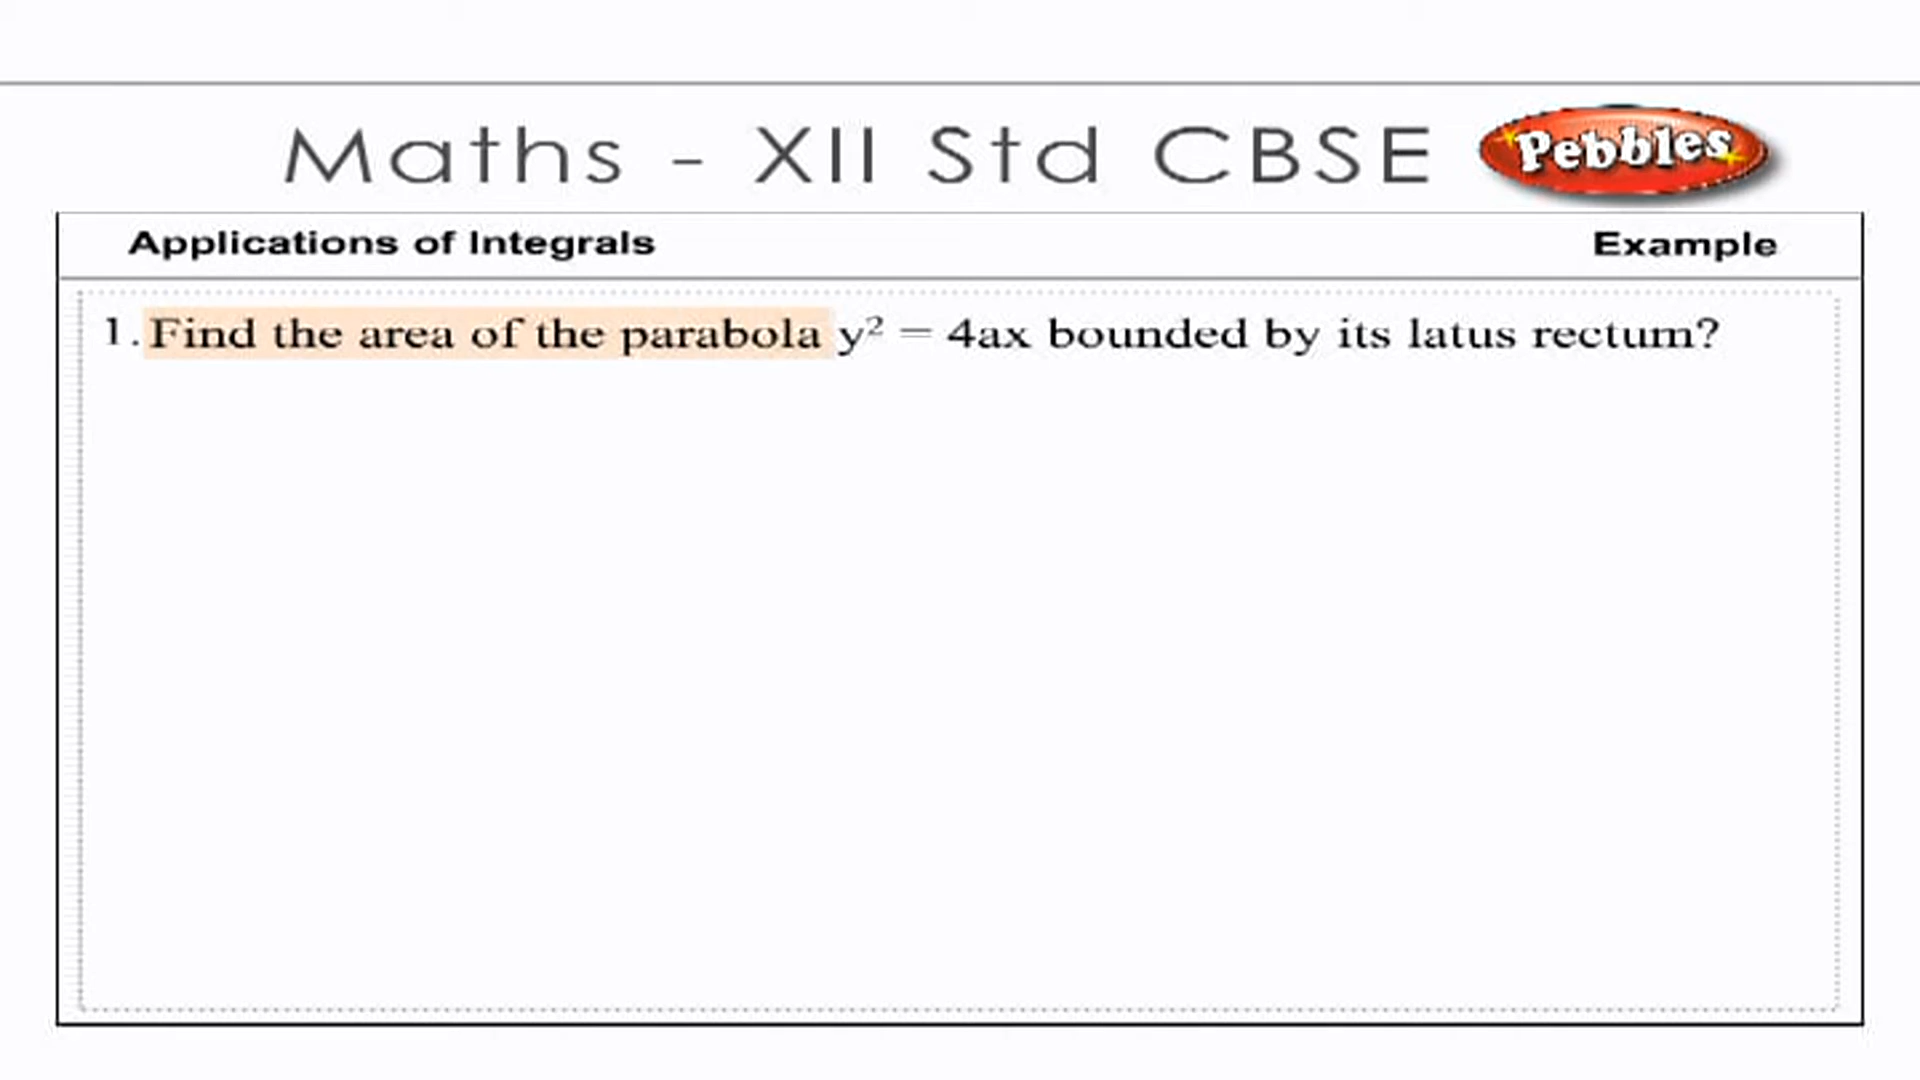 Maths - XII Std CBSE Pebbles
Applications of Integrals Example
1. Find the area of the parabola y² = 4ax bounded by its latus rectum?